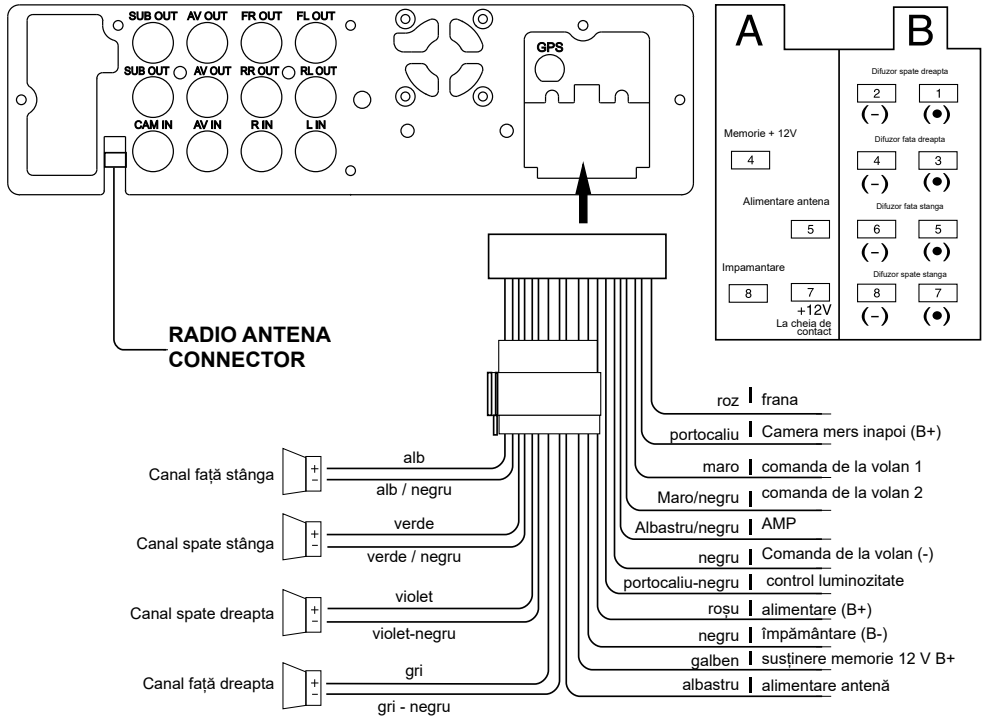 SUB OUT AV OUT FR OUT FL OUT
SUB OUT AV OUT RR OUT RL OUT
CAM IN AV IN R IN L IN
GPS
RADIO ANTENA
CONNECTOR
A
B
Memorie + 12V
4
Alimentare antena
5
Impamantare
8
7
+12V
La cheia de
contact
Difuzor spate dreapta
2 1
(-) (•)
Difuzor fata dreapta
4 3
(-) (•)
Difuzor fata stanga
6 5
(-) (•)
Difuzor spate stanga
8 7
(-) (•)
Canal față stânga
+
-
alb
alb / negru
Canal spate stânga
+
-
verde
verde / negru
Canal spate dreapta
+
-
violet
violet-negru
Canal față dreapta
+
-
gri
gri - negru
roz | frana
portocaliu | Camera mers inapoi (B+)
maro | comanda de la volan 1
Maro/negru | comanda de la volan 2
Albastru/negru | AMP
negru | Comanda de la volan (-)
portocaliu-negru | control luminozitate
roșu | alimentare (B+)
negru | împământare (B-)
galben | susținere memorie 12 V B+
albastru | alimentare antenă